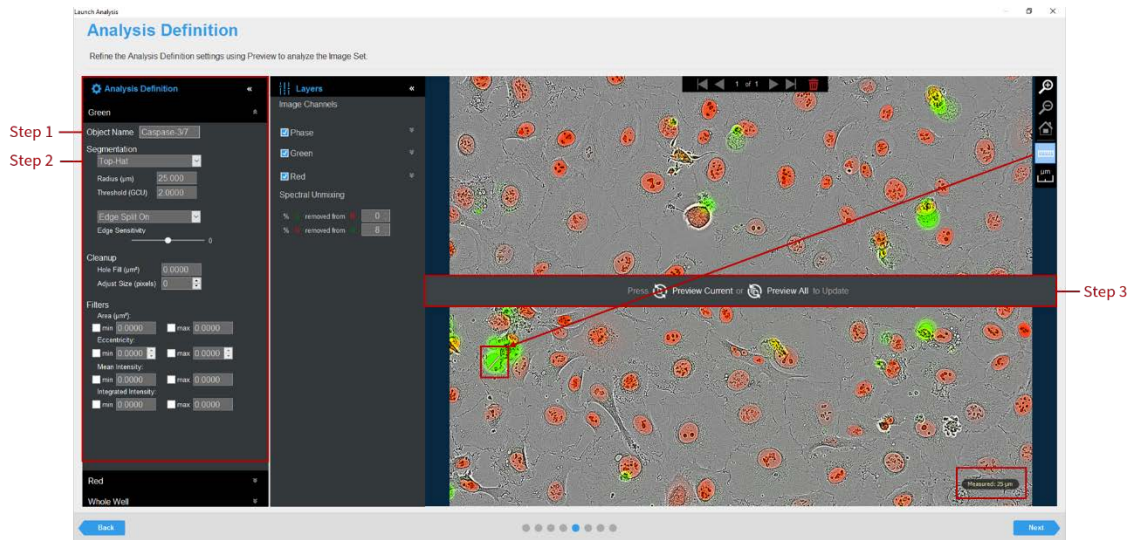 Launch Analysis
Analysis Definition
Refine the Analysis Definition settings using Preview to analyze the Image Set:
Step 1
Step 2
Step 3
Analysis Definition «
Green
Object Name Caspase-3/7
Segmentation
Top-Hat
Radius (µm) 25.000
Threshold (GCU) 2.0000
Edge Split On
Edge Sensitivity
0
Cleanup
Hole Fill (µm²) 0.0000
Adjust Size (pixels) 0
Filters
Area (µm²)
min 0.0000 max 0.0000
Eccentricity:
min 0.0000 max 0.0000
Mean Intensity:
min 0.0000 max 0.0000
Integrated Intensity:
min 0.0000 max 0.0000
Red
Whole Well
Layers «
Image Channels
Phase
Green
Red
Spectral Unmixing
% removed from 0
% removed from 8
1 of 1
µm
Press Preview Current or Preview All to Update
Measured: 25 µm
Back
Next